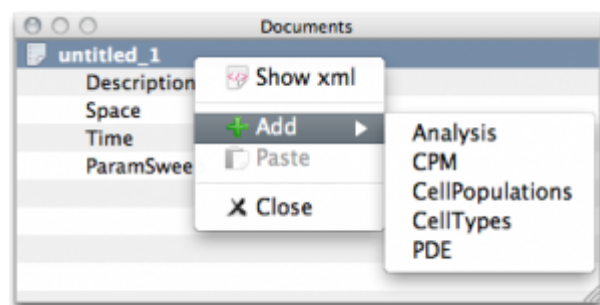 Documents
untitled_1
Description
Space
Time
ParamSwee
Show xml
Add
Paste
Close
Analysis
CPM
CellPopulations
CellTypes
PDE